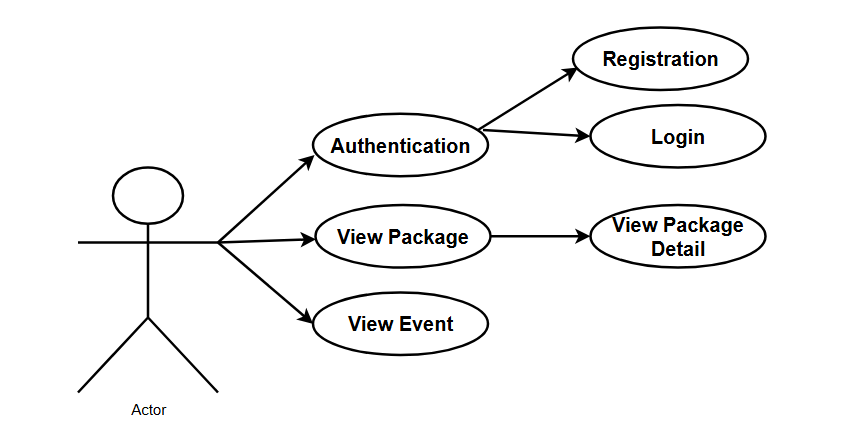 Registration
Authentication
Login
View Package
View Package
Detail
View Event
Actor